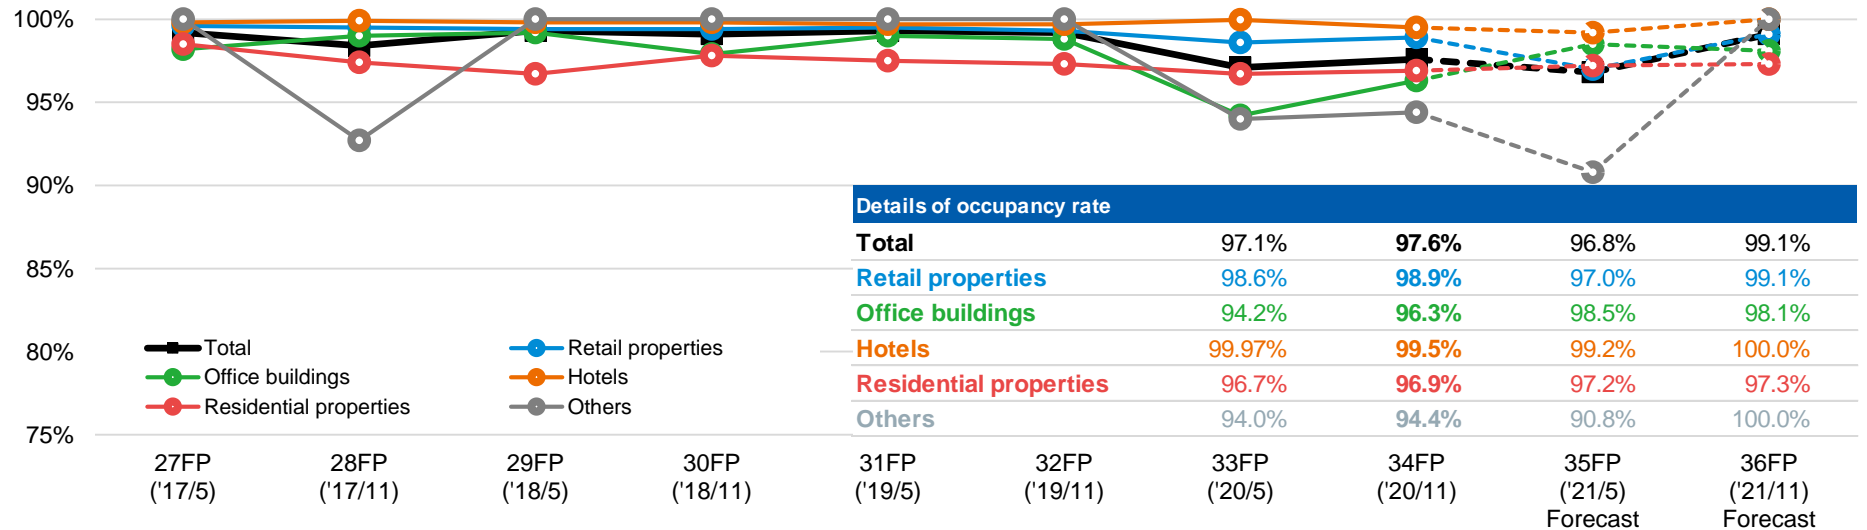 100%
95%
90%
85%
80%
75%
Total
Retail properties
Office buildings
Hotels
Residential properties
Others
Details of occupancy rate
Total 97.1% 97.6% 96.8% 99.1%
Retail properties 98.6% 98.9% 97.0% 99.1%
Office buildings 94.2% 96.3% 98.5% 98.1%
Hotels 99.97% 99.5% 99.2% 100.0%
Residential properties 96.7% 96.9% 97.2% 97.3%
Others 94.0% 94.4% 90.8% 100.0%
27FP 28FP 29FP 30FP 31FP 32FP 33FP 34FP 35FP 36FP
('17/5) ('17/11) ('18/5) ('18/11) ('19/5) ('19/11) ('20/5) ('20/11) ('21/5) ('21/11)
Forecast Forecast